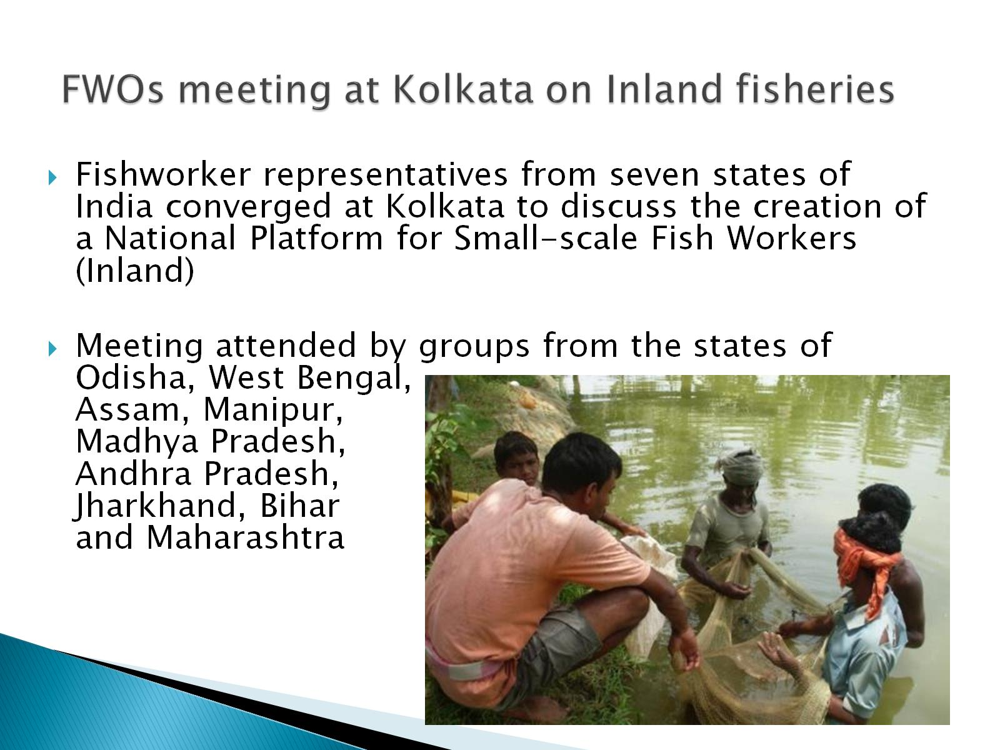 FWOs meeting at Kolkata on Inland fisheries
Fishworker representatives from seven states of
India converged at Kolkata to discuss the creation of
a National Platform for Small-scale Fish Workers
(Inland)
Meeting attended by groups from the states of
Odisha, West Bengal,
Assam, Manipur,
Madhya Pradesh,
Andhra Pradesh,
Jharkhand, Bihar
and Maharashtra